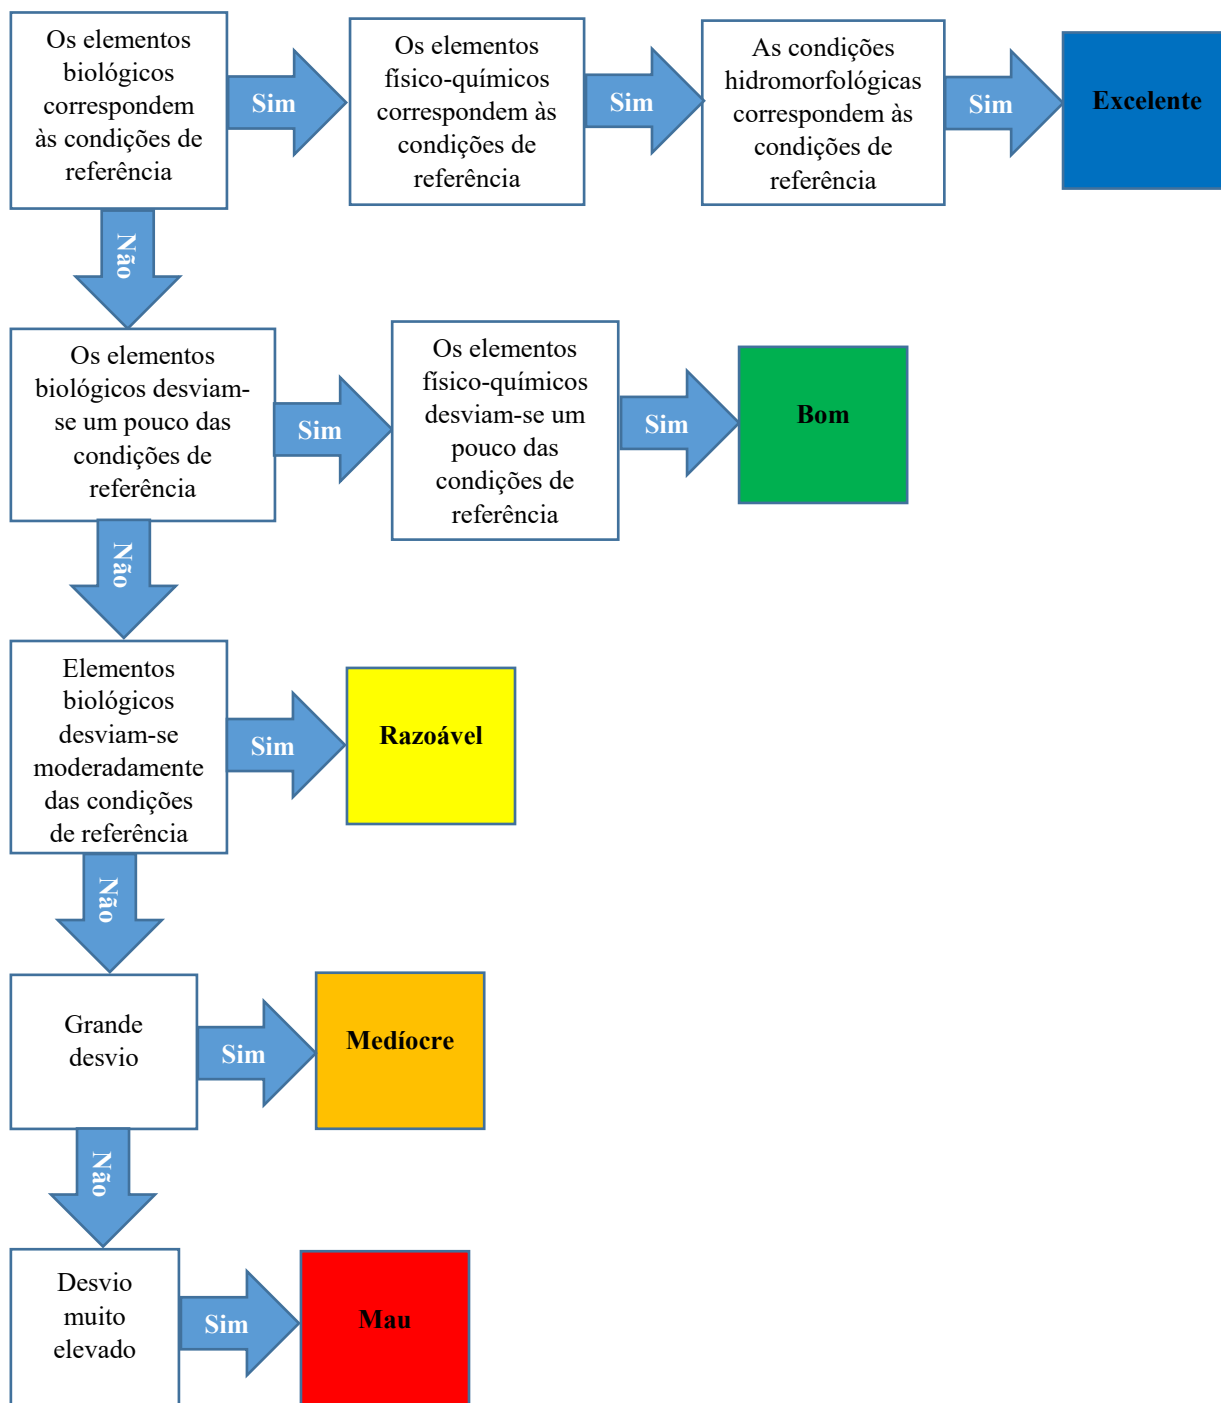 Os elementos
biológicos
correspondem
às condições de
referência
Sim
Os elementos
físico-químicos
correspondem às
condições de
referência
Sim
As condições
hidromorfológicas
correspondem às
condições de
referência
Sim
Excelente
Não
Os elementos
biológicos desviam-
se um pouco das
condições de
referência
Sim
Os elementos
físico-químicos
desviam-se um
pouco das
condições de
referência
Sim
Bom
Não
Elementos
biológicos
desviam-se
moderadamente
das condições
de referência
Sim
Razoável
Não
Grande
desvio
Sim
Medíocre
Não
Desvio
muito
elevado
Sim
Mau